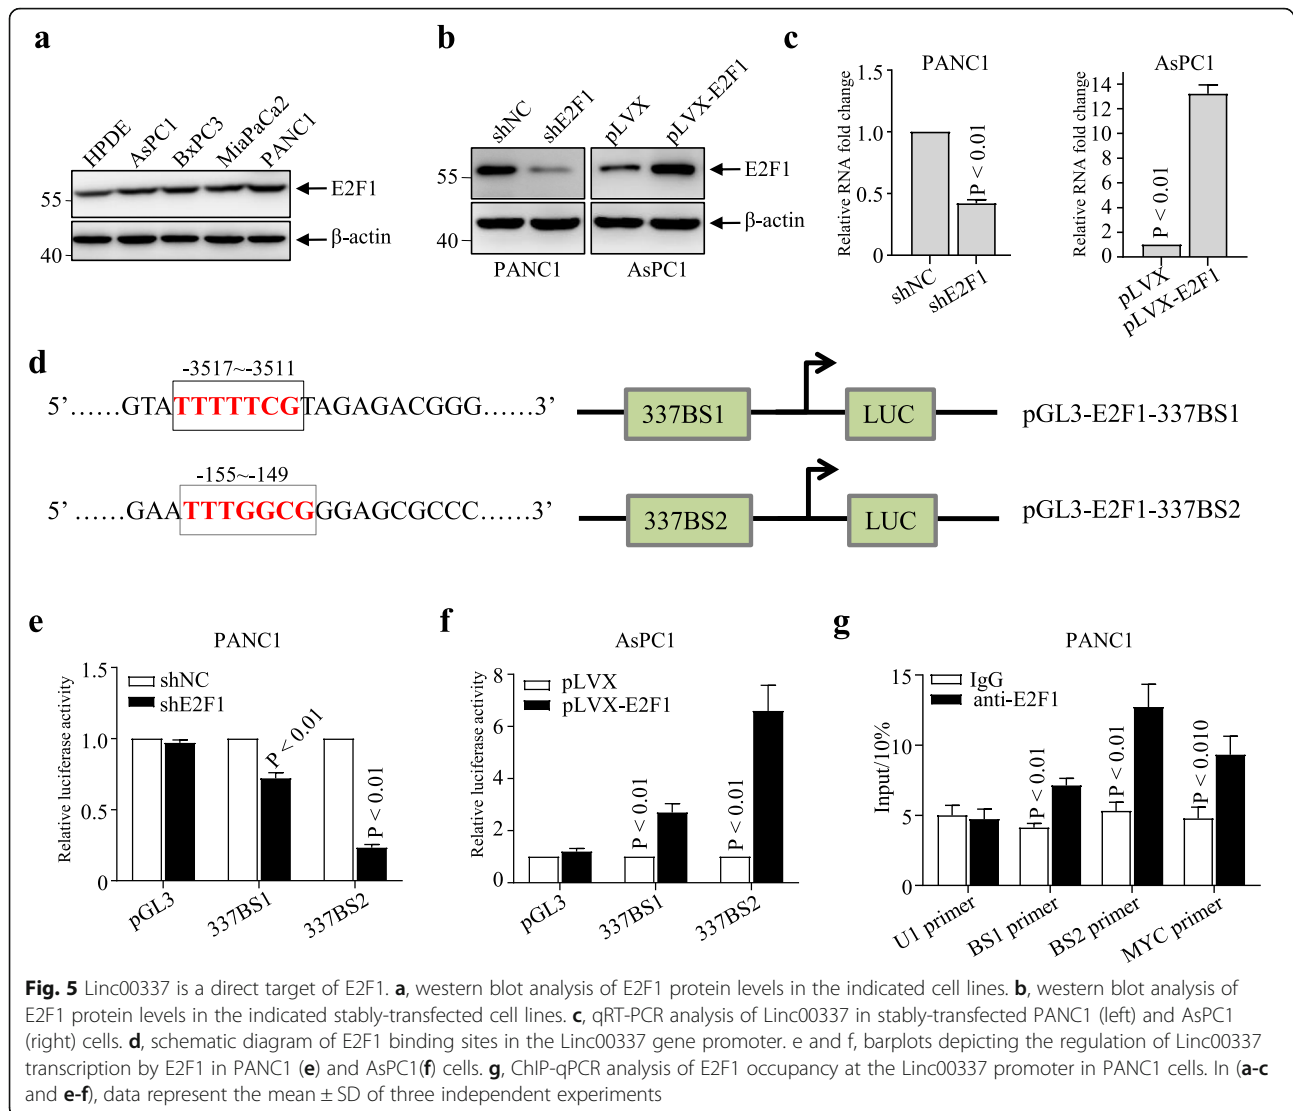 a
HPDE
AsPC1
BxPC3
MiaPaCa2
PANC1
55
E2F1
40
β-actin
b
shNC
shE2F1
pLVX
pLVX-E2F1
55
E2F1
40
β-actin
PANC1
AsPC1
c
PANC1
Relative RNA fold change
1.5
1.0
0.5
0
P < 0.01
shNC
shE2F1
AsPC1
Relative RNA fold change
14
12
10
8
6
4
2
0
P < 0.01
pLVX
pLVX-E2F1
d
-3517~-3511
5’ ……GTATTTTTCGTAGAGACGGG……3’
337BS1
LUC
pGL3-E2F1-337BS1
-155~-149
5’ ……GAATTTGGCGGGAGCGCCC……3’
337BS2
LUC
pGL3-E2F1-337BS2
e
PANC1
Relative luciferase activity
1.5
1.0
0.5
0
shNC
shE2F1
P < 0.01
P < 0.01
pGL3
337BS1
337BS2
f
AsPC1
Relative luciferase activity
8
6
4
2
0
pLVX
pLVX-E2F1
P < 0.01
P < 0.01
pGL3
337BS1
337BS2
g
PANC1
Input/10%
15
10
5
0
IgG
anti-E2F1
P < 0.01
P < 0.01
P < 0.010
U1 primer
BS1 primer
BS2 primer
MYC primer
Fig. 5 Linc00337 is a direct target of E2F1. a, western blot analysis of E2F1 protein levels in the indicated cell lines. b, western blot analysis of
E2F1 protein levels in the indicated stably-transfected cell lines. c, qRT-PCR analysis of Linc00337 in stably-transfected PANC1 (left) and AsPC1
(right) cells. d, schematic diagram of E2F1 binding sites in the Linc00337 gene promoter. e and f, barplots depicting the regulation of Linc00337
transcription by E2F1 in PANC1 (e) and AsPC1(f) cells. g, ChIP-qPCR analysis of E2F1 occupancy at the Linc00337 promoter in PANC1 cells. In (a-c
and e-f), data represent the mean ± SD of three independent experiments